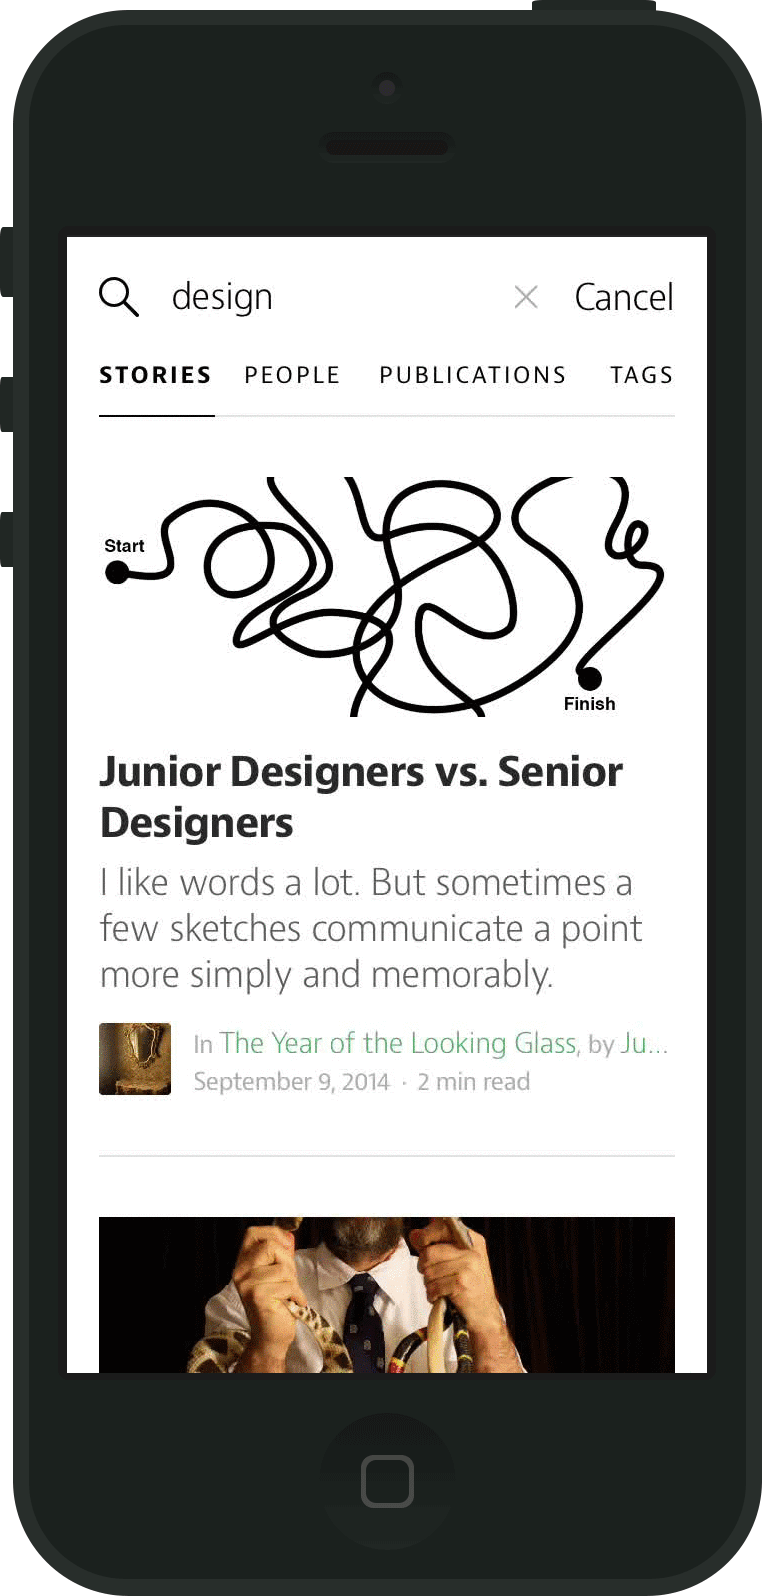 design Cancel
STORIES PEOPLE PUBLICATIONS TAGS
Start
Finish
Junior Designers vs. Senior
Designers
I like words a lot. But sometimes a
few sketches communicate a point
more simply and memorably.
In The Year of the Looking Glass, by Ju...
September 9, 2014 · 2 min read